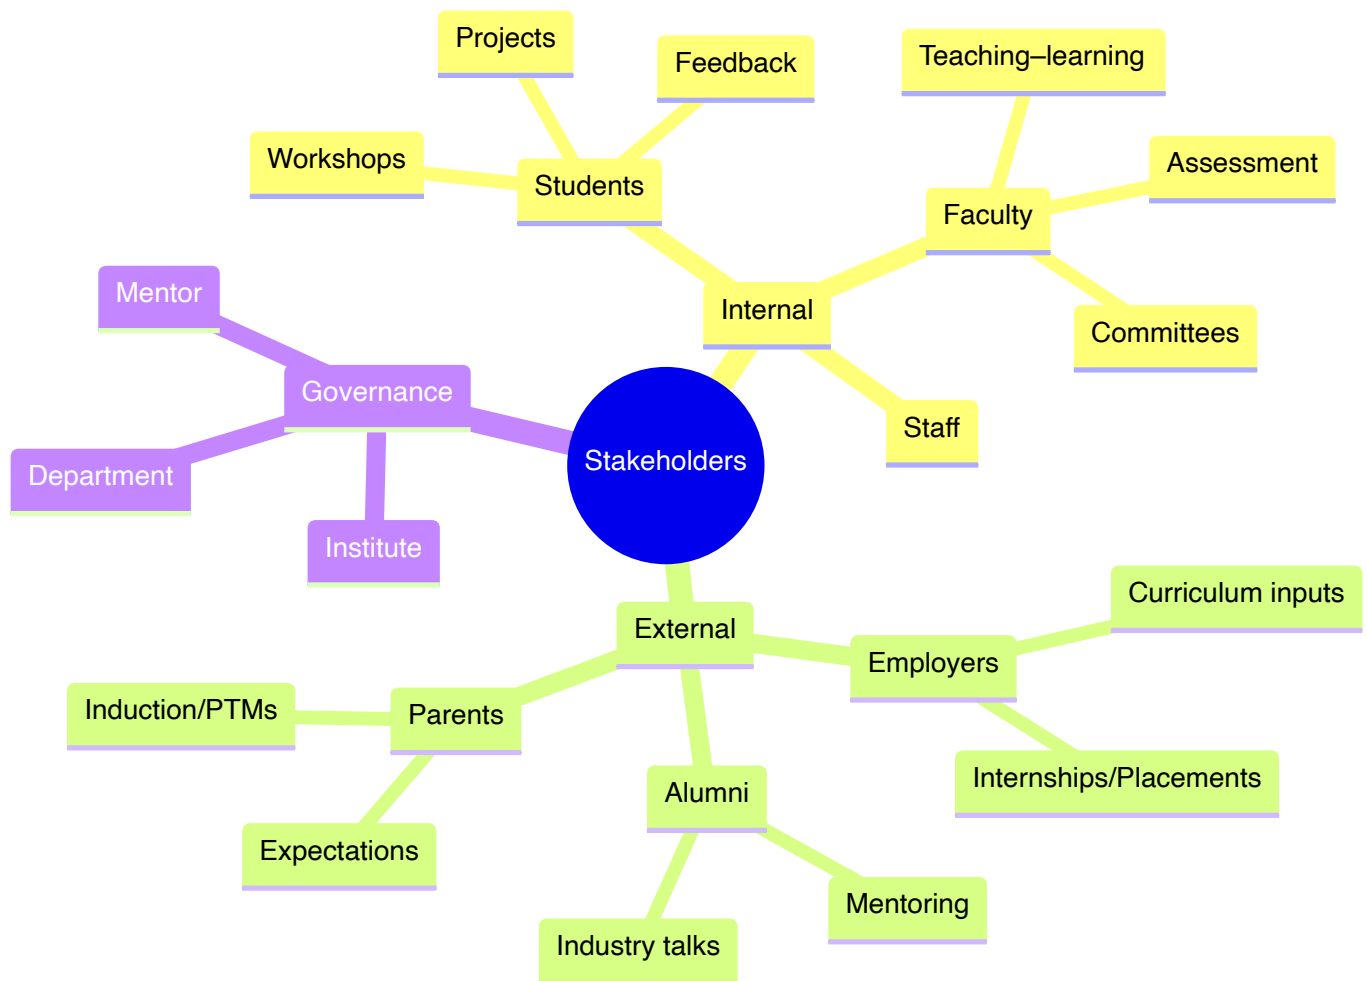 Projects
Feedback
Teaching–learning
Workshops
Students
Assessment
Faculty
Mentor
Internal
Committees
Governance
Staff
Stakeholders
Department
Institute
Curriculum inputs
External
Employers
Induction/PTMs
Parents
Internships/Placements
Alumni
Expectations
Mentoring
Industry talks